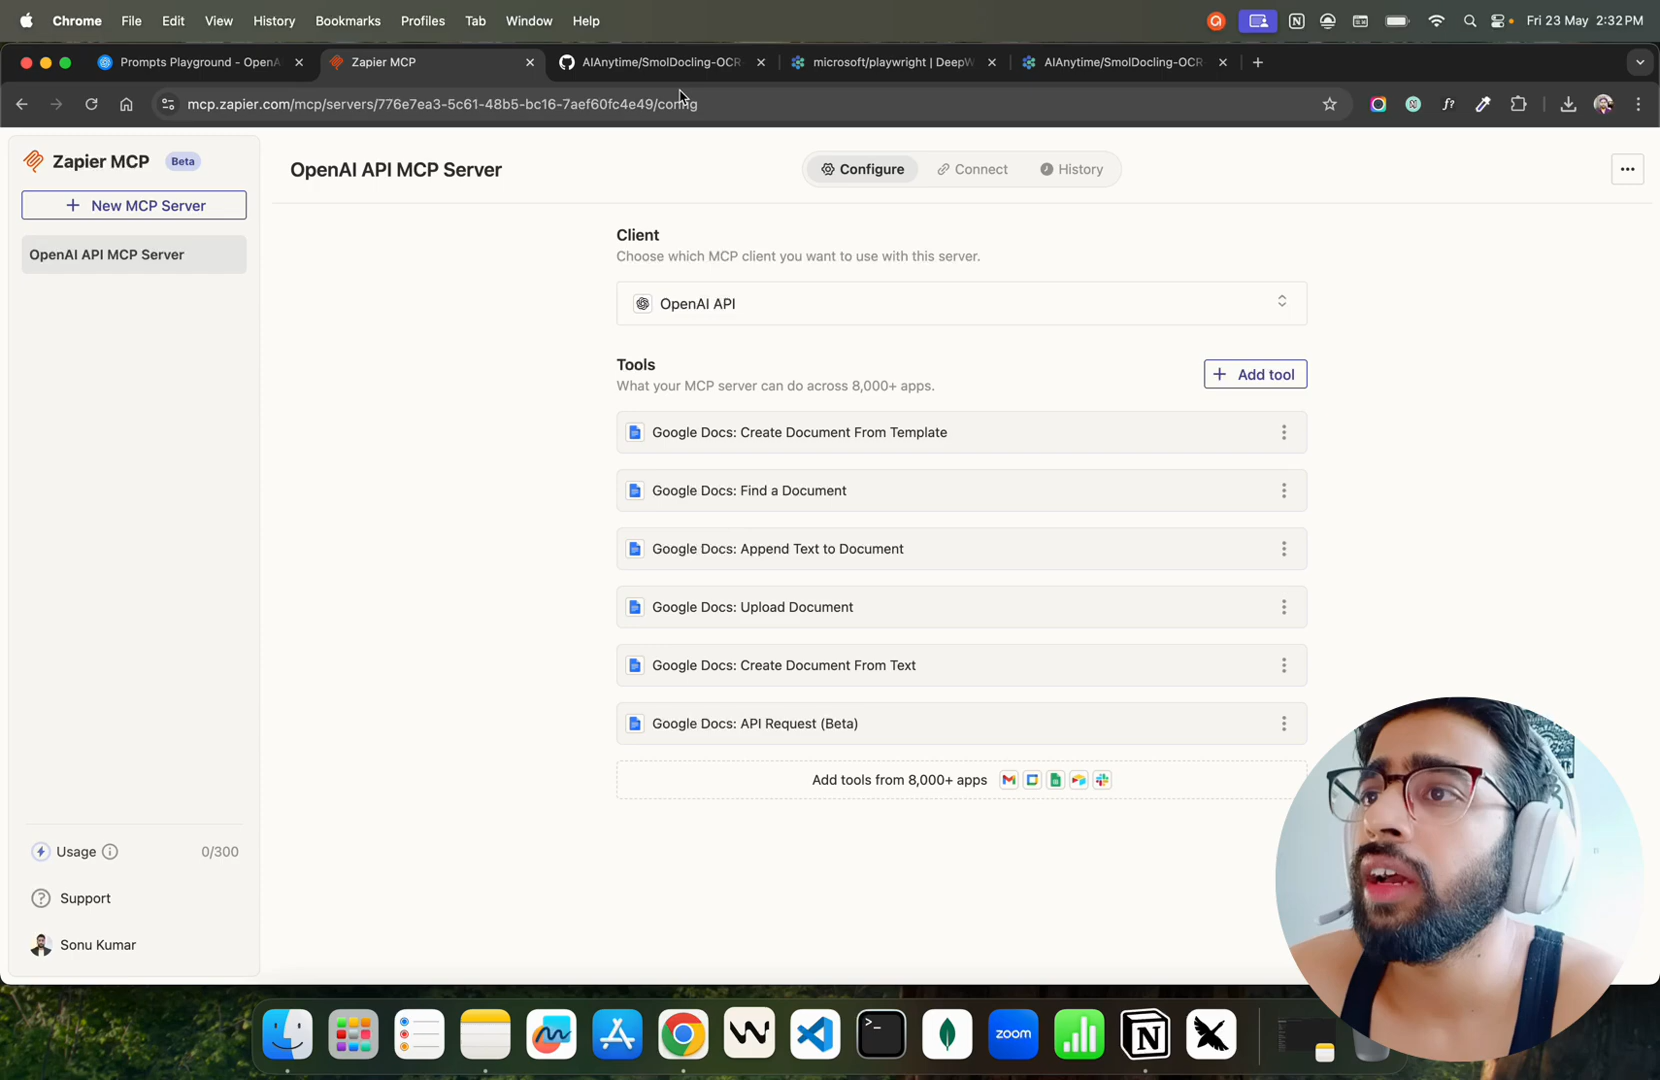 Chrome File Edit View History Bookmarks Profiles Tab Window Help Fri 23 May 2:32 PM
Prompts Playground - OpenA Zapier MCP AIAnytime/SmolDocling-OCR microsoft/playwright | DeepW AIAnytime/SmolDocling-OCR
mcp.zapier.com/mcp/servers/776e7ea3-5c61-48b5-bc16-7aef60fc4e49/config
Zapier MCP Beta
New MCP Server
OpenAI API MCP Server
OpenAI API MCP Server
Configure Connect History
Client
Choose which MCP client you want to use with this server.
OpenAI API
Tools
What your MCP server can do across 8,000+ apps.
Add tool
Google Docs: Create Document From Template
Google Docs: Find a Document
Google Docs: Append Text to Document
Google Docs: Upload Document
Google Docs: Create Document From Text
Google Docs: API Request (Beta)
Add tools from 8,000+ apps
Usage 0/300
Support
Sonu Kumar
zoom